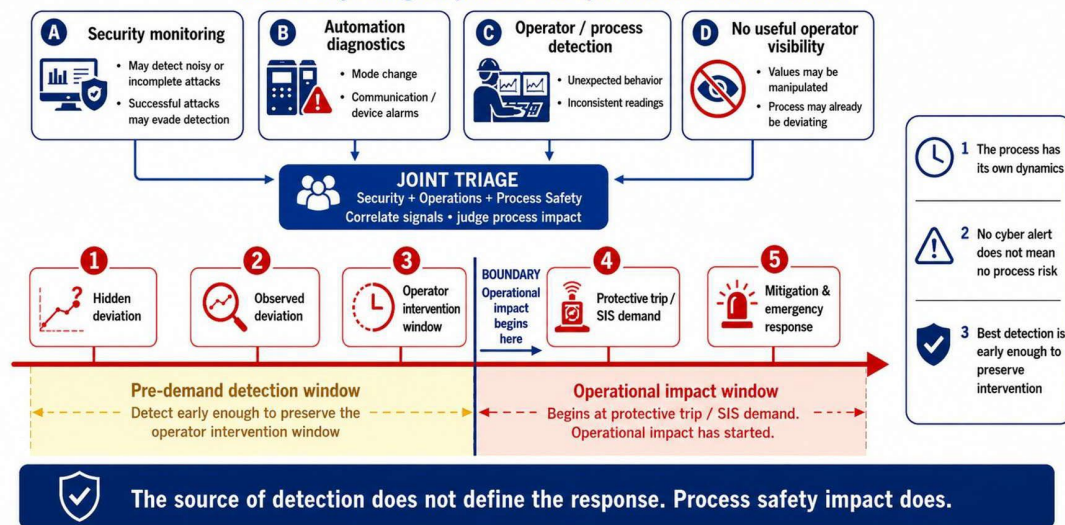 A
Security monitoring
• May detect noisy or
incomplete attacks
• Successful attacks
may evade detection
B
Automation
diagnostics
• Mode change
• Communication /
device alarms
C
Operator / process
detection
• Unexpected behavior
• Inconsistent readings
D
No useful operator
visibility
• Values may be
manipulated
• Process may already
be deviating
JOINT TRIAGE
Security + Operations + Process Safety
Correlate signals • judge process impact
1
?
Hidden
deviation
2
Observed
deviation
3
Operator
intervention
window
BOUNDARY
Operational
impact
begins
here
4
Protective trip /
SIS demand
5
Mitigation &
emergency
response
Pre-demand detection window
Detect early enough to preserve the
operator intervention window
Operational impact window
Begins at protective trip / SIS demand.
Operational impact has started.
1 The process has
its own dynamics
2 No cyber alert
does not mean
no process risk
3 Best detection is
early enough to
preserve
intervention
The source of detection does not define the response. Process safety impact does.